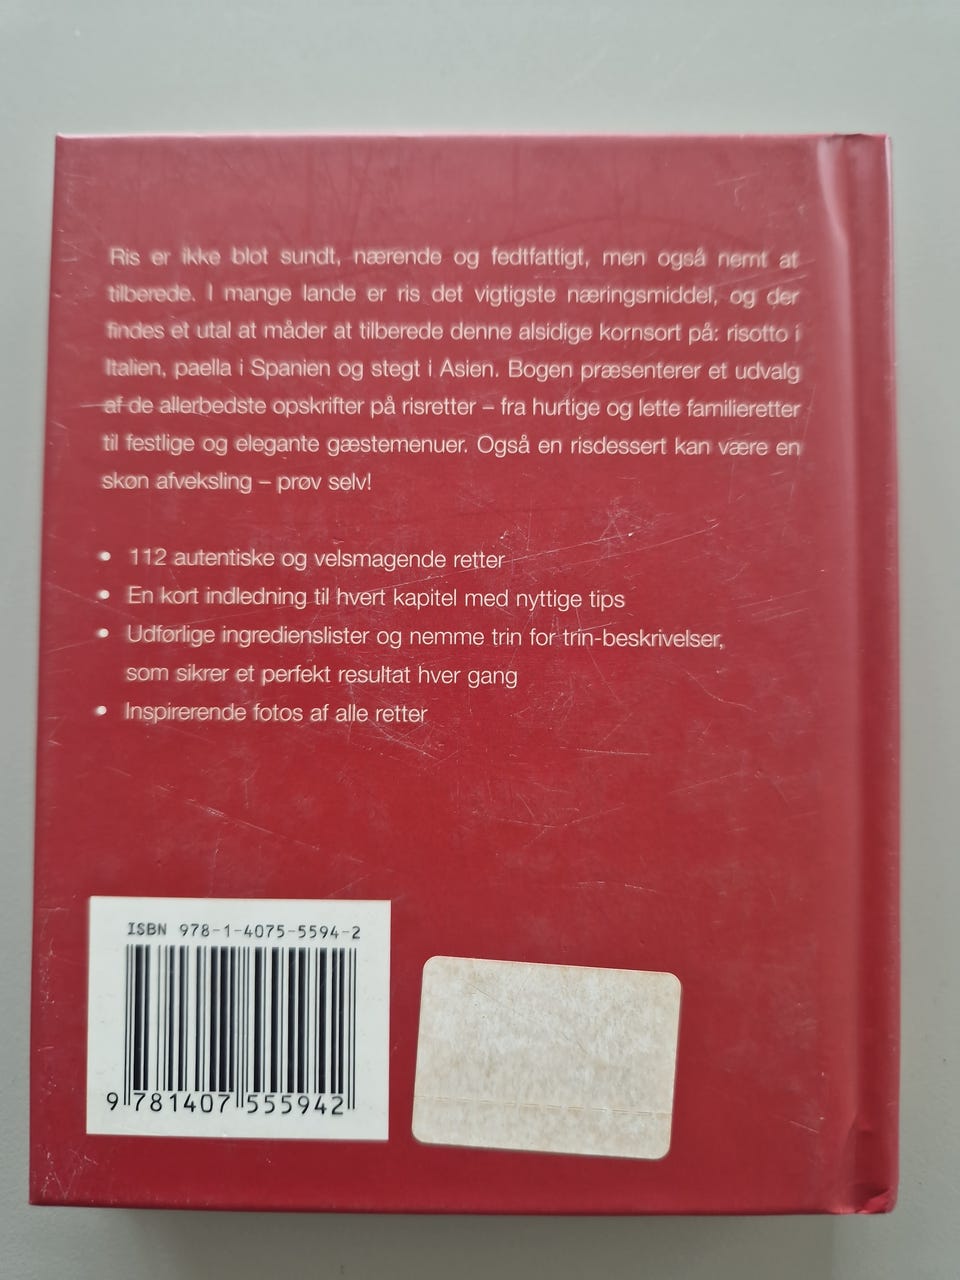 Ris er ikke blot sundt, nærende og fedtfattigt, men også nemt at
tilberede. I mange lande er ris det vigtigste næringsmiddel, og der
findes et utal at måder at tilberede denne alsidige kornsort på: risotto i
Italien, paella i Spanien og stegt i Asien. Bogen præsenterer et udvalg
af de allerbedste opskrifter på risretter – fra hurtige og lette familieretter
til festlige og elegante gæstemenuer. Også en risdessert kan være en
skøn afveksling – prøv selv!
• 112 autentiske og velsmagende retter
• En kort indledning til hvert kapitel med nyttige tips
• Udførlige ingredienslister og nemme trin for trin-beskrivelser,
som sikrer et perfekt resultat hver gang
• Inspirerende fotos af alle retter
ISBN 978-1-4075-5594-2
9 781407 555942